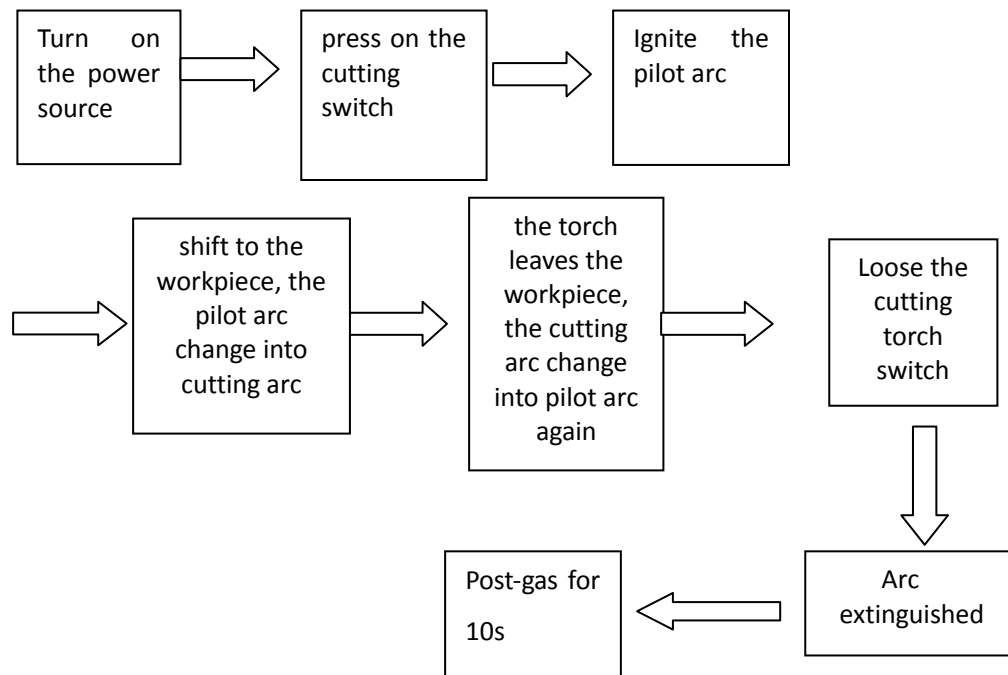 Turn on
the power
source
press on the
cutting
switch
Ignite the
pilot arc
shift to the
workpiece, the
pilot arc
change into
cutting arc
the torch
leaves the
workpiece,
the cutting
arc change
into pilot arc
again
Loose the
cutting
torch
switch
Arc
extinguished
Post-gas for
10s